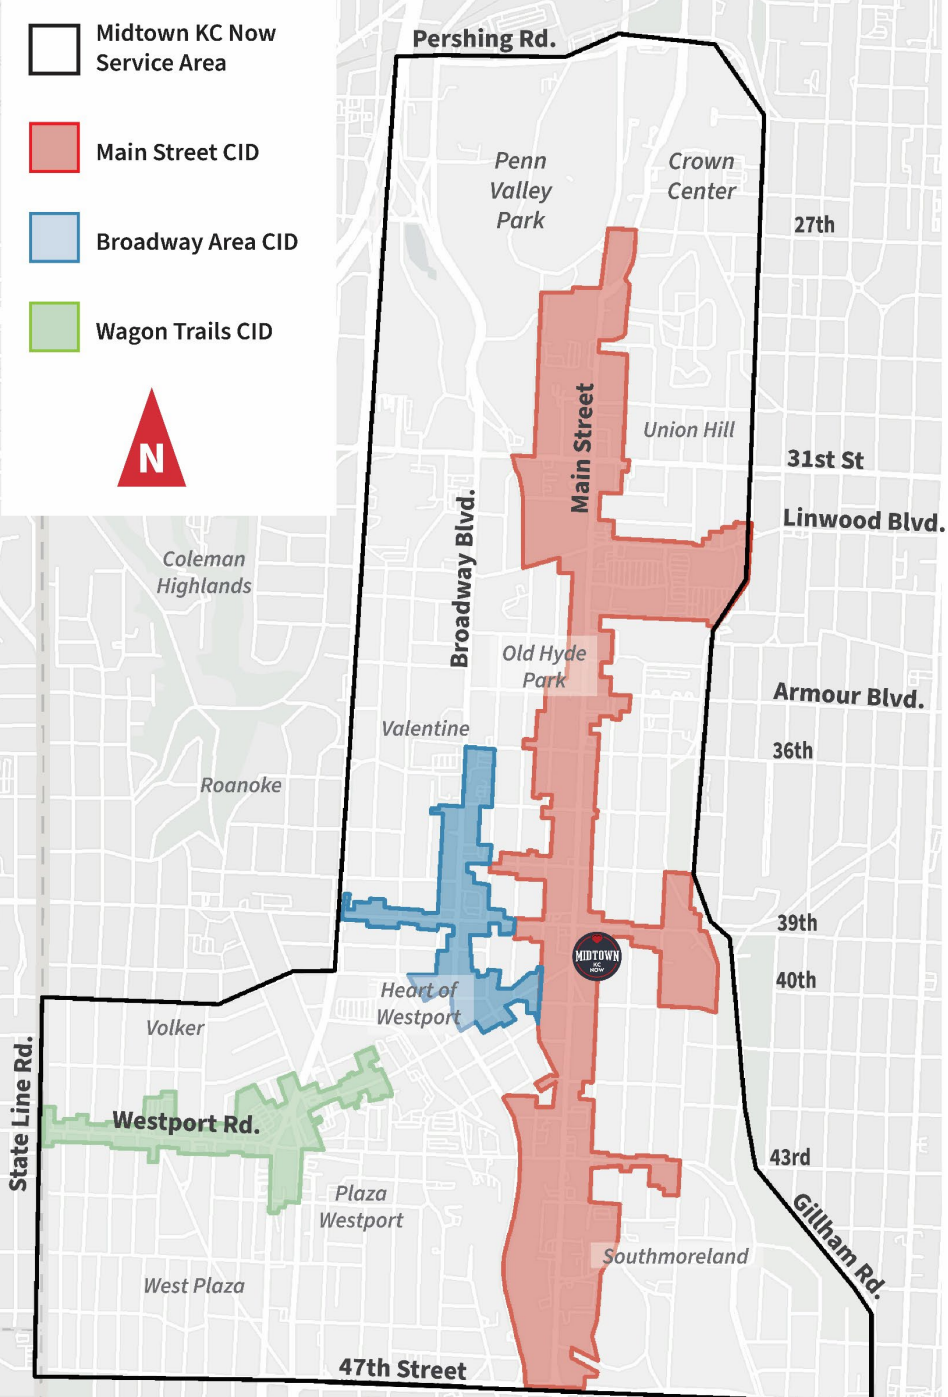 Midtown KC Now
Service Area
Main Street CID
Broadway Area CID
Wagon Trails CID
N
Pershing Rd.
Penn
Valley
Park
Crown
Center
27th
Main Street
Union Hill
31st St
Linwood Blvd.
Broadway Blvd.
Coleman
Highlands
Old Hyde
Park
Armour Blvd.
Valentine
36th
Roanoke
39th
MIDTOWN
KC
NOW
40th
Heart of
Westport
Volker
State Line Rd.
Westport Rd.
43rd
Plaza
Westport
Gillham Rd.
Southmoreland
West Plaza
47th Street